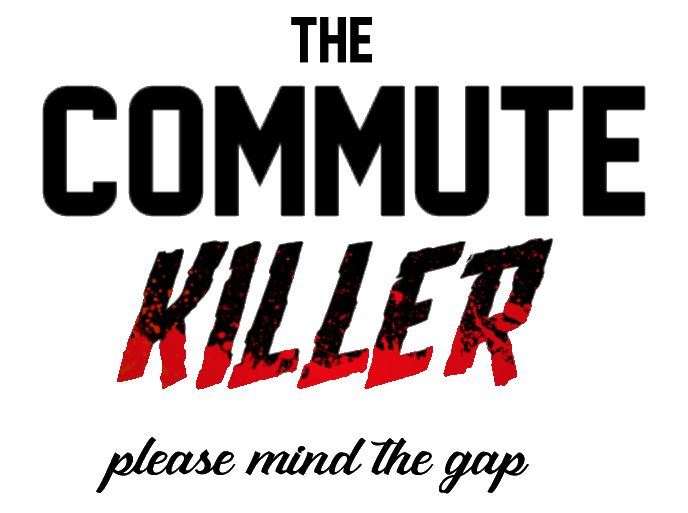 THE
COMMUTE
KILLER
please mind the gap